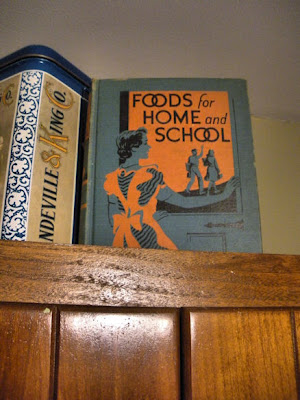 NDEVILLE & KING CO.
FOODS for
HOME and
SCHOOL